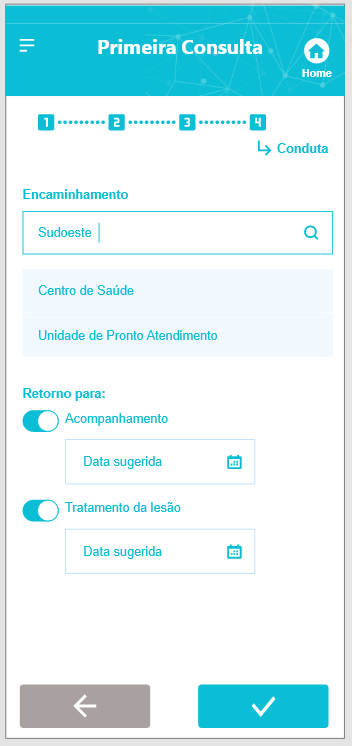 Primeira Consulta
Home
1 2 3 4
Conduta
Encaminhamento
Sudoeste
Centro de Saúde
Unidade de Pronto Atendimento
Retorno para:
Acompanhamento
Data sugerida
Tratamento da lesão
Data sugerida